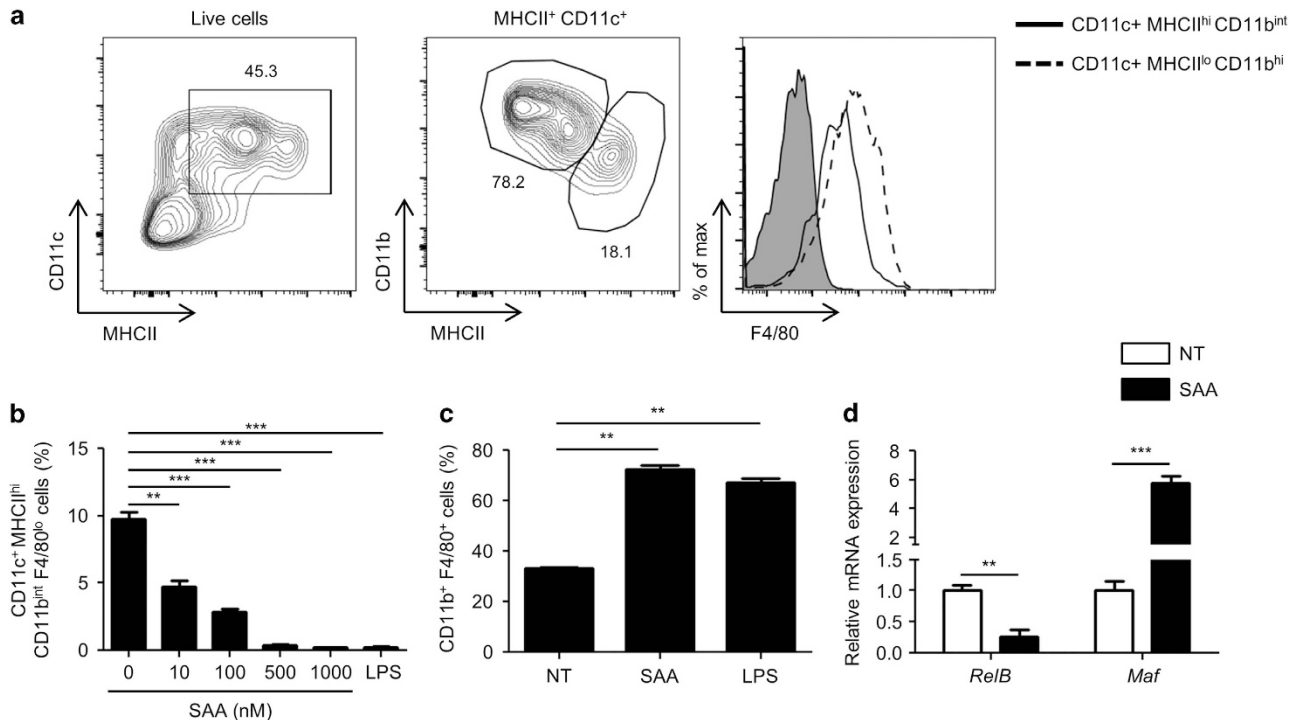 a
Live cells
MHCII⁺ CD11c⁺
CD11c+ MHCIIʰⁱ CD11bⁱⁿᵗ
CD11c+ MHCIIˡᵒ CD11bʰⁱ
45.3
78.2
18.1
CD11c
CD11b
% of max
MHCII
MHCII
F4/80
NT
SAA
b
CD11c⁺ MHCIIʰⁱ
CD11bⁱⁿᵗ F4/80ˡᵒ cells (%)
15
10
5
0
***
***
***
***
**
0 10 100 500 1000 LPS
SAA (nM)
c
CD11b⁺ F4/80⁺ cells (%)
80
60
40
20
0
**
**
NT SAA LPS
d
Relative mRNA expression
8
6
4
2
1.5
1.0
0.5
0.0
**
***
RelB Maf